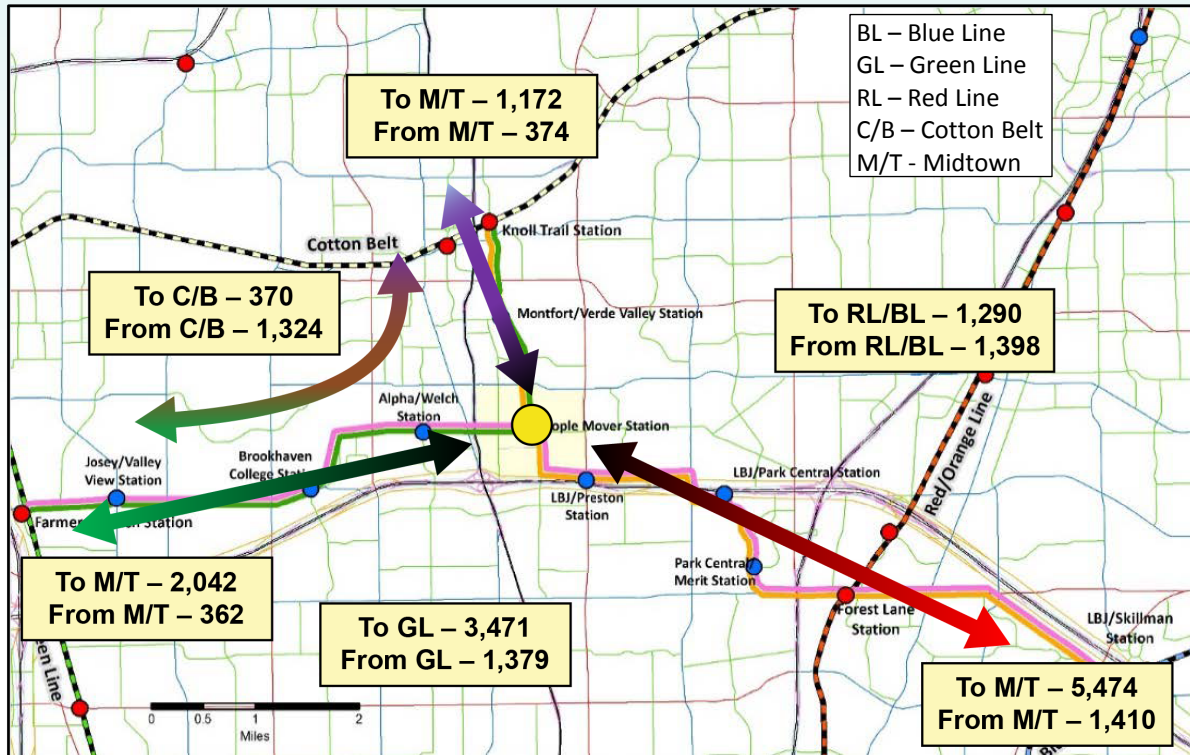 BL – Blue Line
GL – Green Line
RL – Red Line
C/B – Cotton Belt
M/T - Midtown
To M/T – 1,172
From M/T – 374
Knoll Trail Station
Cotton Belt
To C/B – 370
From C/B – 1,324
Montfort/Verde Valley Station
To RL/BL – 1,290
From RL/BL – 1,398
Alpha/Welch
Station
ople Mover Station
Red/Orange Line
Josey/Valley
View Station
Brookhaven
College Stati
LBJ/Preston
Station
LBJ/Park Central Station
Farmer
n Station
Park Central/
Merit Station
To M/T – 2,042
From M/T – 362
To GL – 3,471
From GL – 1,379
Forest Lane
Station
LBJ/Skillman
Station
een Line
0 0.5 1 2
Miles
To M/T – 5,474
From M/T – 1,410